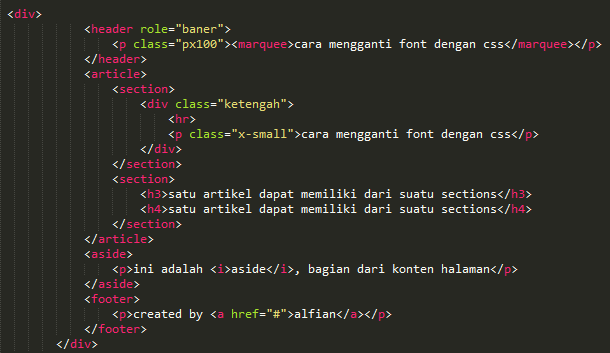 <div>
<header role="baner">
<p class="px100"><marquee>cara mengganti font dengan css</marquee></p>
</header>
<article>
<section>
<div class="ketengah">
<hr>
<p class="x-small">cara mengganti font dengan css</p>
</div>
</section>
<section>
<h3>satu artikel dapat memiliki dari suatu sections</h3>
<h4>satu artikel dapat memiliki dari suatu sections</h4>
</section>
</article>
<aside>
<p>ini adalah <i>aside</i>, bagian dari konten halaman</p>
</aside>
<footer>
<p>created by <a href="#">alfian</a></p>
</footer>
</div>